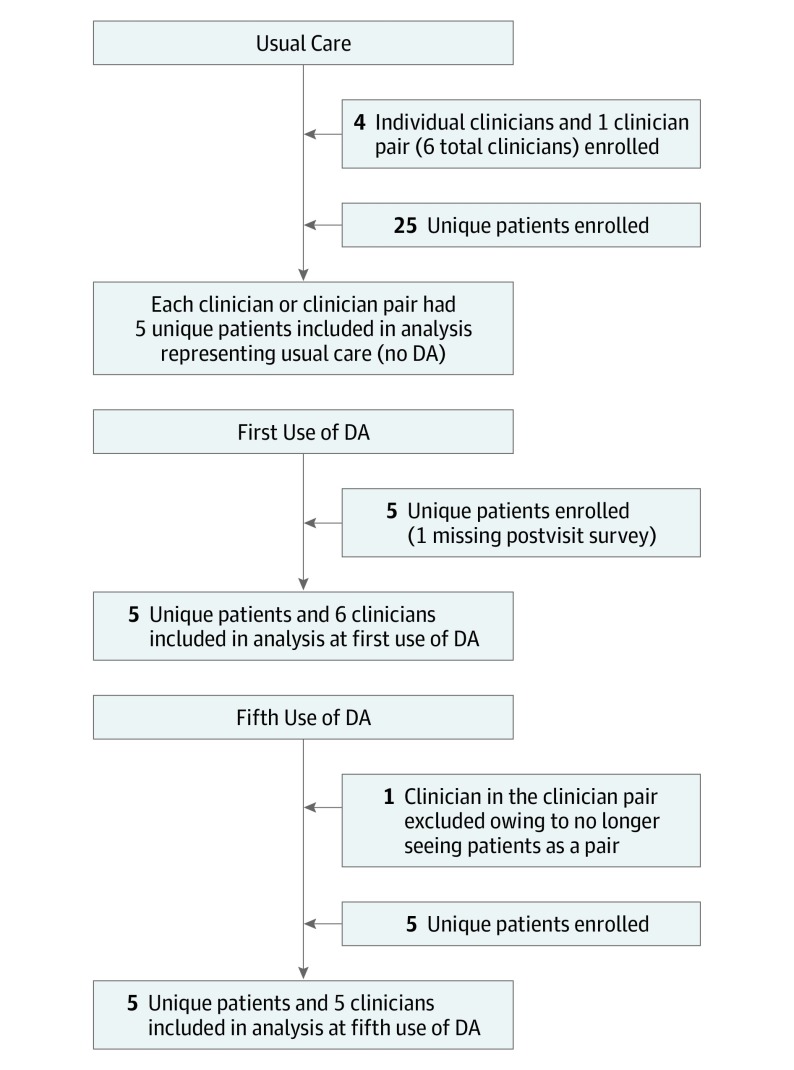 Usual Care
4 Individual clinicians and 1 clinician
pair (6 total clinicians) enrolled
25 Unique patients enrolled
Each clinician or clinician pair had
5 unique patients included in analysis
representing usual care (no DA)
First Use of DA
5 Unique patients enrolled
(1 missing postvisit survey)
5 Unique patients and 6 clinicians
included in analysis at first use of DA
Fifth Use of DA
1 Clinician in the clinician pair
excluded owing to no longer
seeing patients as a pair
5 Unique patients enrolled
5 Unique patients and 5 clinicians
included in analysis at fifth use of DA